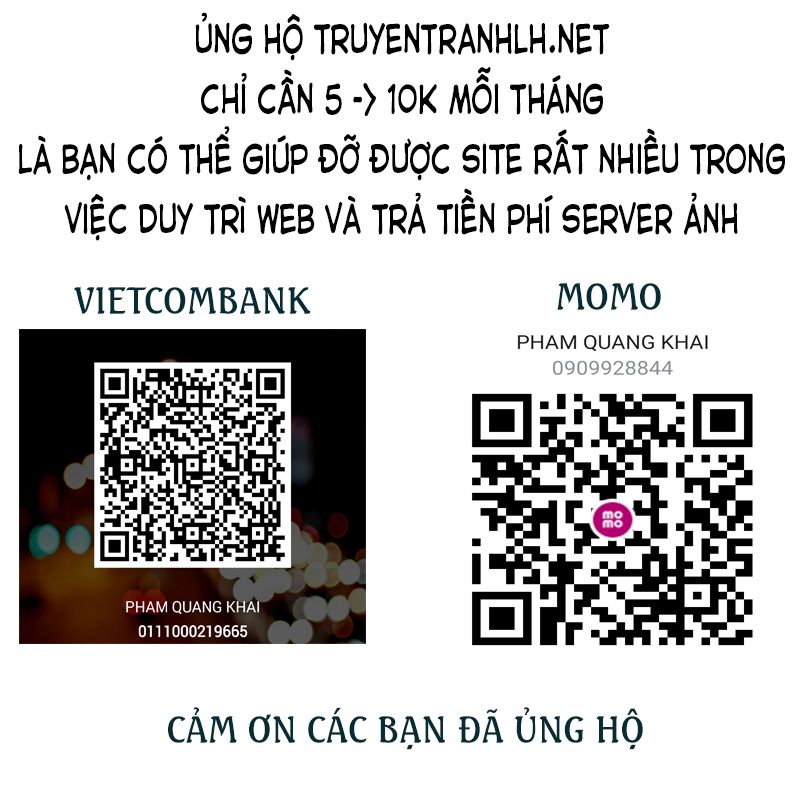 ỦNG HỘ TRUYENTRANHLH.NET
CHỈ CẦN 5 -> 10K MỖI THÁNG
LÀ BẠN CÓ THỂ GIÚP ĐỠ ĐƯỢC SITE RẤT NHIỀU TRONG
VIỆC DUY TRÌ WEB VÀ TRẢ TIỀN PHÍ SERVER ẢNH
VIETCOMBANK
MOMO
PHAM QUANG KHAI
0909928844
mo
mo
PHAM QUANG KHAI
0111000219665
CẢM ƠN CÁC BẠN ĐÃ ỦNG HỘ